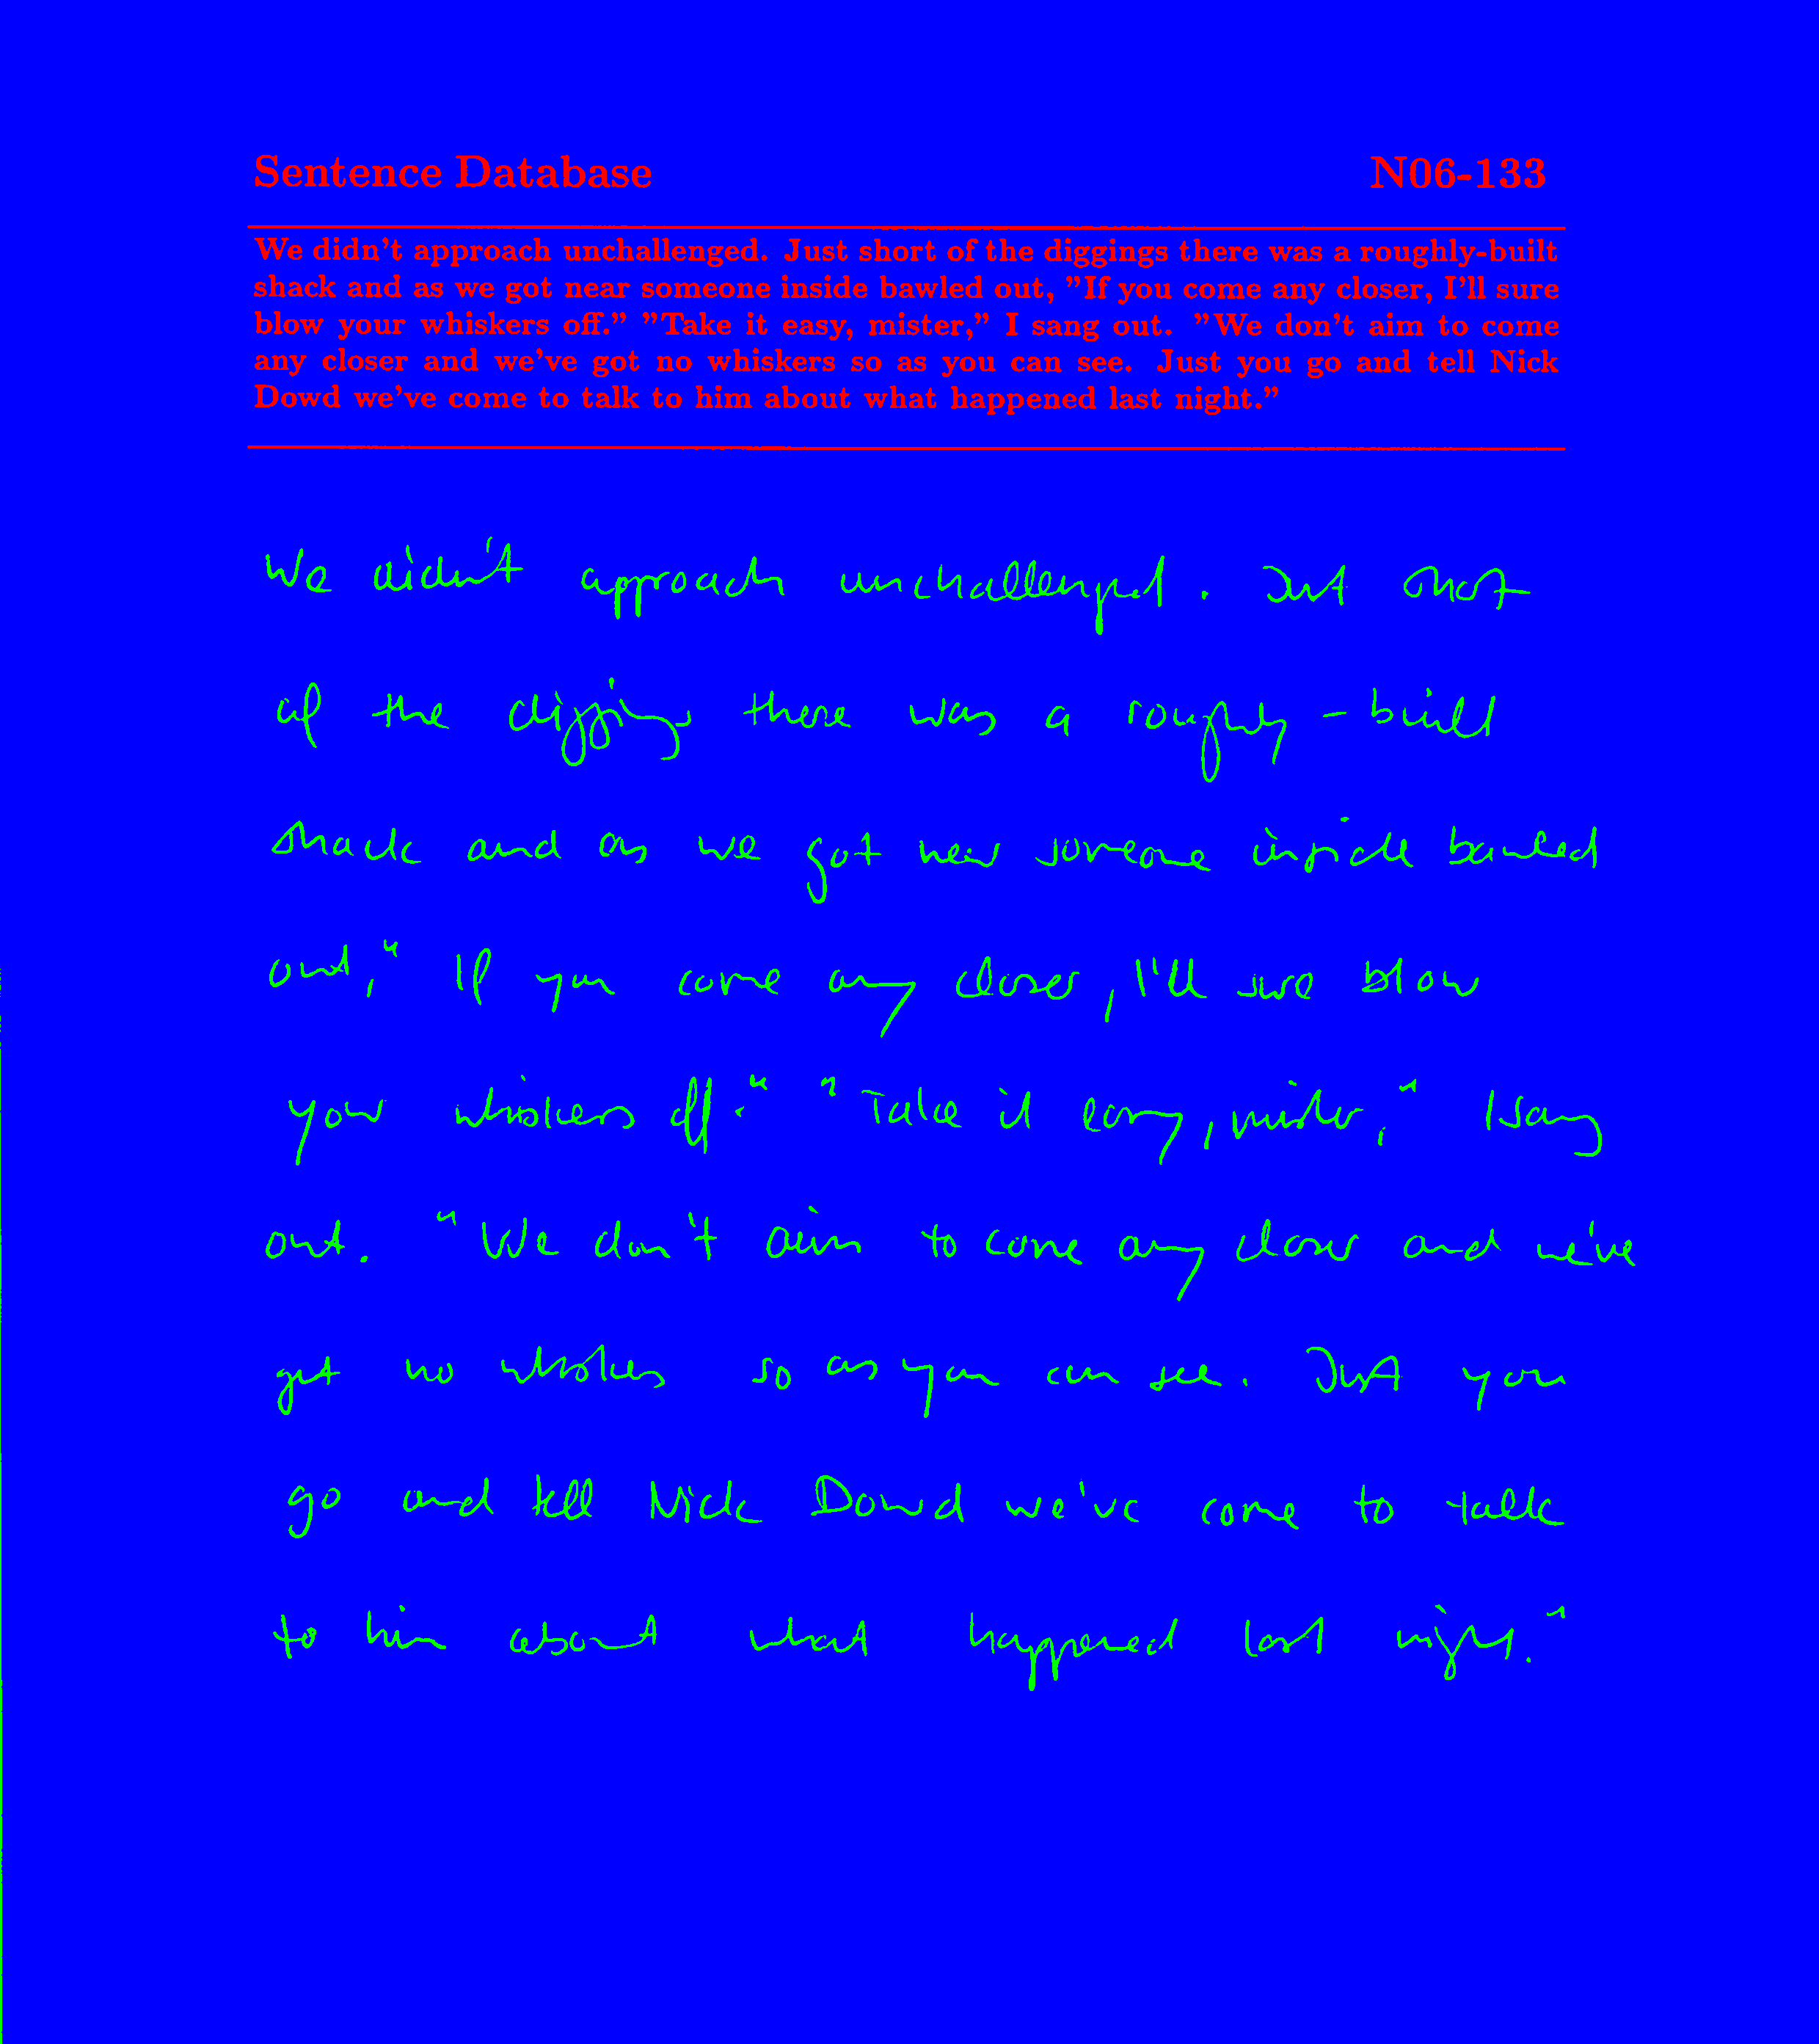 Sentence Database N06-133
We didn't approach unchallenged. Just short of the diggings there was a roughly-built
shack and as we got near someone inside bawled out, "If you come any closer, I'll sure
blow your whiskers off." "Take it easy, mister," I sang out. "We don't aim to come
any closer and we've got no whiskers so as you can see. Just you go and tell Nick
Dowd we've come to talk to him about what happened last night."
We didn't approach unchallenged. Just short
of the diggings there was a roughly-built
shack and as we got near someone inside bawled
out," If you come any closer, I'll sure blow
your whiskers off." "Take it easy, mister," I sang
out. "We don't aim to come any closer and we've
got no whiskers so as you can see. Just you
go and tell Nick Dowd we've come to talk
to him about what happened last night."